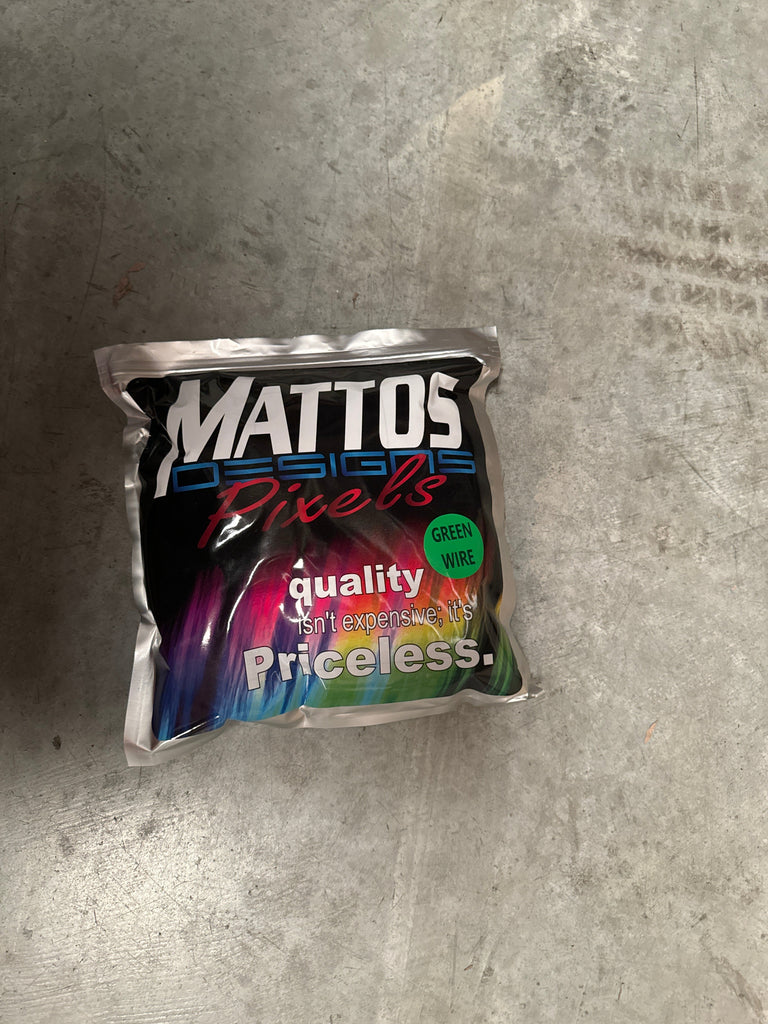 MATTOS
DESIGNS
Pixels
GREEN
WIRE
quality
isn't expensive; it's
Priceless.